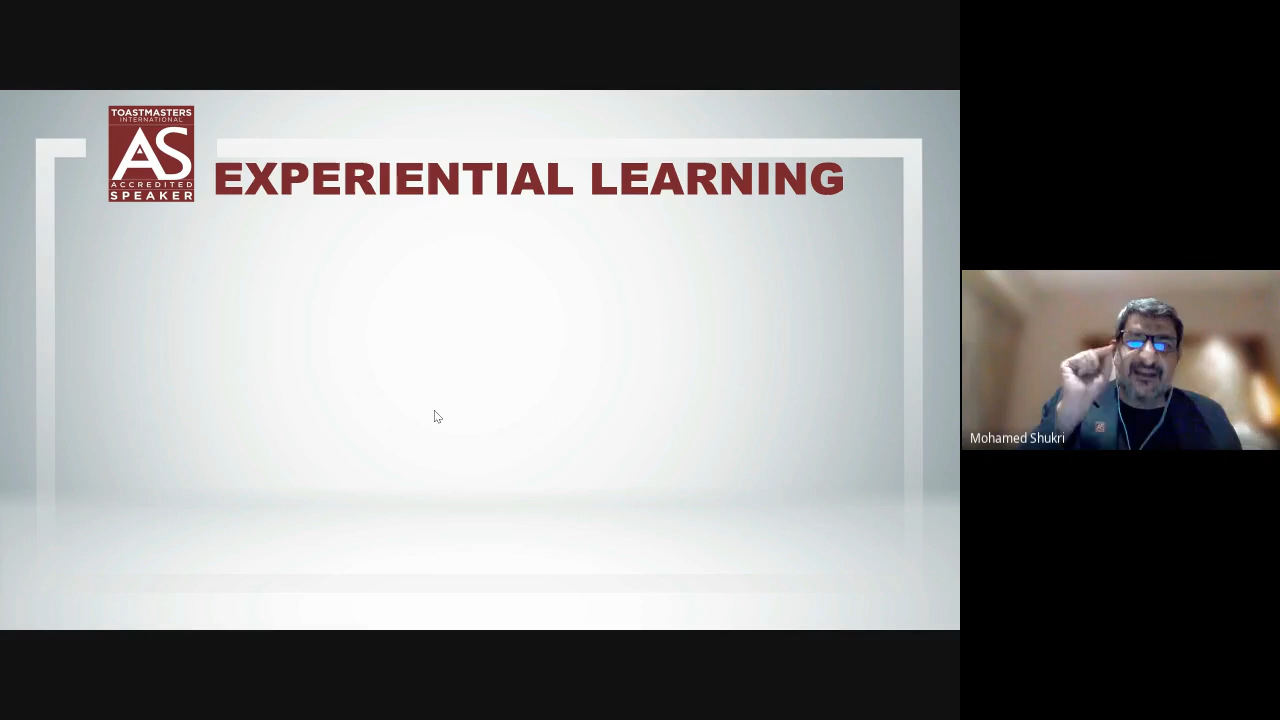 TOASTMASTERS
INTERNATIONAL
AS
ACCREDITED
SPEAKER
EXPERIENTIAL LEARNING
Mohamed Shukri